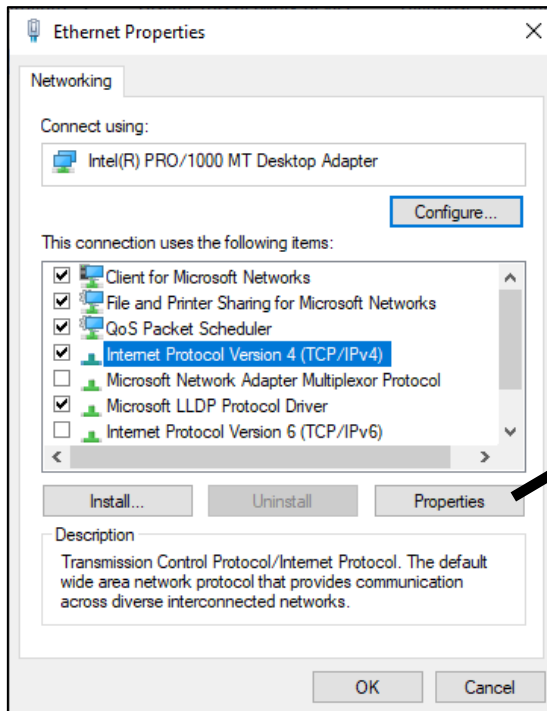 Ethernet Properties
Networking
Connect using:
Intel(R) PRO/1000 MT Desktop Adapter
Configure...
This connection uses the following items:
Client for Microsoft Networks
File and Printer Sharing for Microsoft Networks
QoS Packet Scheduler
Internet Protocol Version 4 (TCP/IPv4)
Microsoft Network Adapter Multiplexor Protocol
Microsoft LLDP Protocol Driver
Internet Protocol Version 6 (TCP/IPv6)
Install... Uninstall Properties
Description
Transmission Control Protocol/Internet Protocol. The default
wide area network protocol that provides communication
across diverse interconnected networks.
OK Cancel